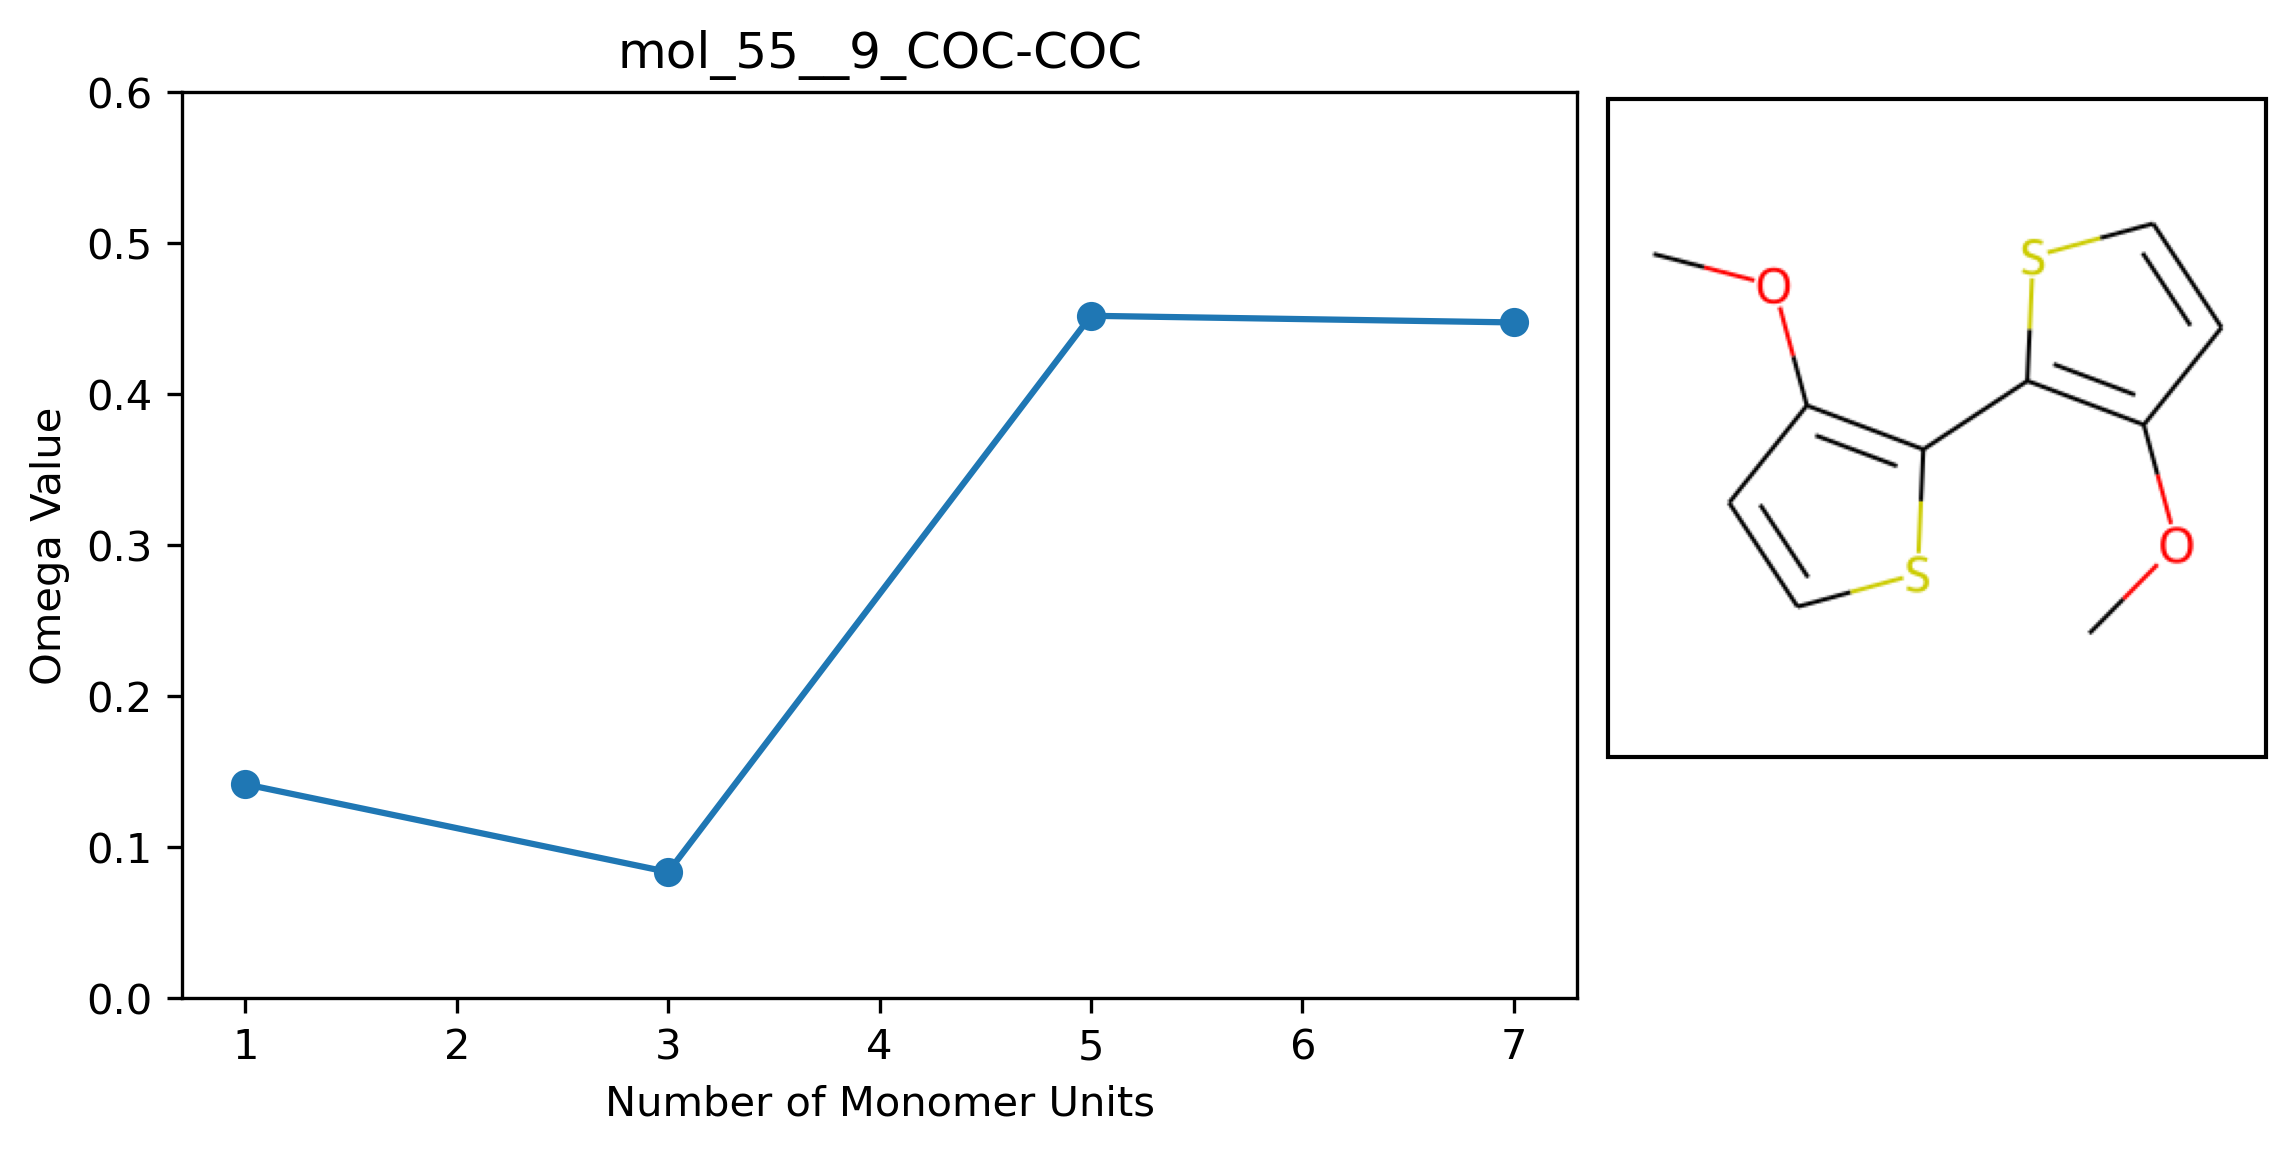 mol_55__9_COC-COC
0.6
0.5
0.4
0.3
0.2
0.1
0.0
Omega Value
1 2 3 4 5 6 7
Number of Monomer Units
S
O
O
S